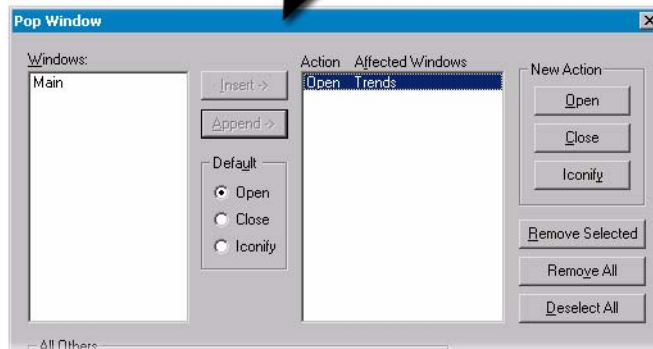 Pop Window
Windows:
Main
Insert ->
Append ->
Default
Open
Close
Iconify
Action Affected Windows
Open Trends
New Action
Open
Close
Iconify
Remove Selected
Remove All
Deselect All
All Others